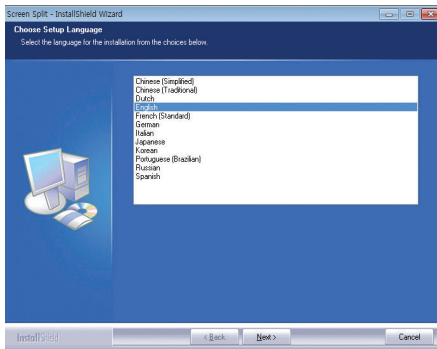 Screen Split - InstallShield Wizard
Choose Setup Language
Select the language for the installation from the choices below.
Chinese (Simplified)
Chinese (Traditional)
Dutch
English
French (Standard)
German
Italian
Japanese
Korean
Portuguese (Brazilian)
Russian
Spanish
InstallShield
< Back
Next >
Cancel